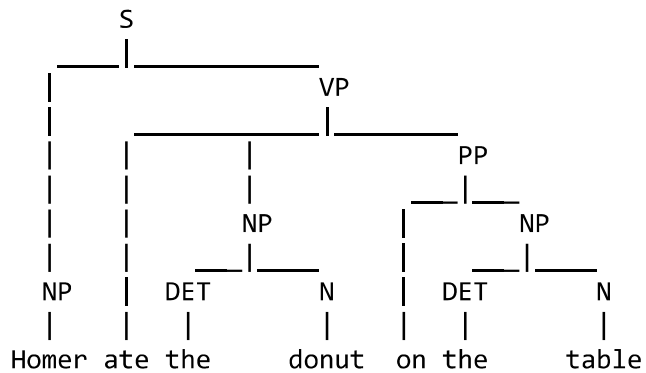 S
VP
PP
NP NP
NP DET N DET N
Homer ate the donut on the table